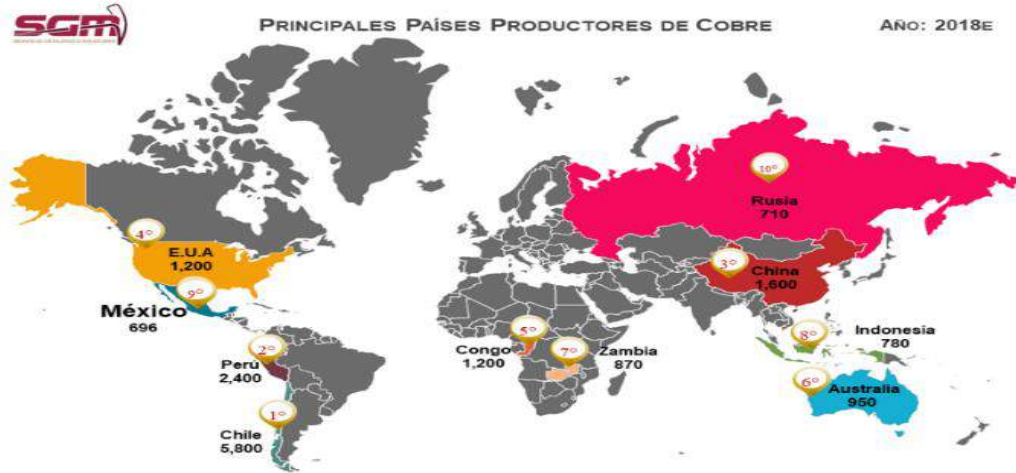 SGM
PRINCIPALES PAÍSES PRODUCTORES DE COBRE
AÑO: 2018E
10°
Rusia
710
4°
E.U.A
1,200
3°
China
1,600
9°
México
696
5°
Congo
1,200
7°
Zambia
870
8°
Indonesia
780
2°
Perú
2,400
6°
Australia
950
1°
Chile
5,800